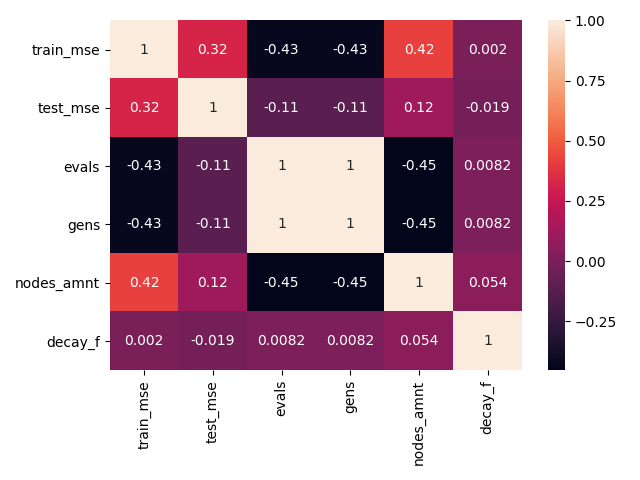 train_mse 1 0.32 -0.43 -0.43 0.42 0.002
test_mse 0.32 1 -0.11 -0.11 0.12 -0.019
evals -0.43 -0.11 1 1 -0.45 0.0082
gens -0.43 -0.11 1 1 -0.45 0.0082
nodes_amnt 0.42 0.12 -0.45 -0.45 1 0.054
decay_f 0.002 -0.019 0.0082 0.0082 0.054 1
train_mse
test_mse
evals
gens
nodes_amnt
decay_f
1.00
0.75
0.50
0.25
0.00
−0.25